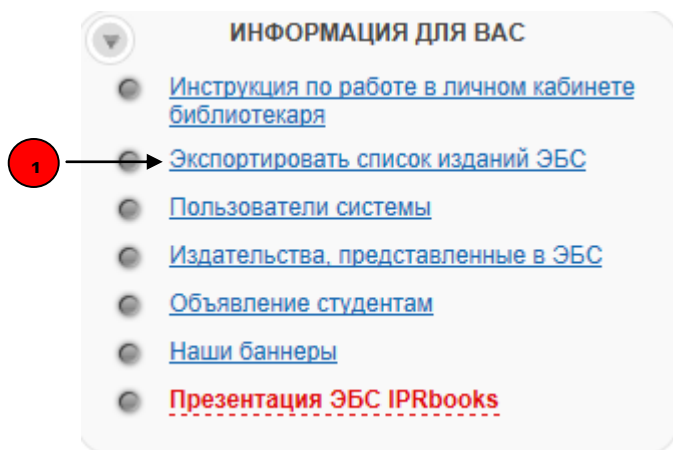 ИНФОРМАЦИЯ ДЛЯ ВАС
Инструкция по работе в личном кабинете
библиотекаря
1
Экспортировать список изданий ЭБС
Пользователи системы
Издательства, представленные в ЭБС
Объявление студентам
Наши баннеры
Презентация ЭБС IPRbooks